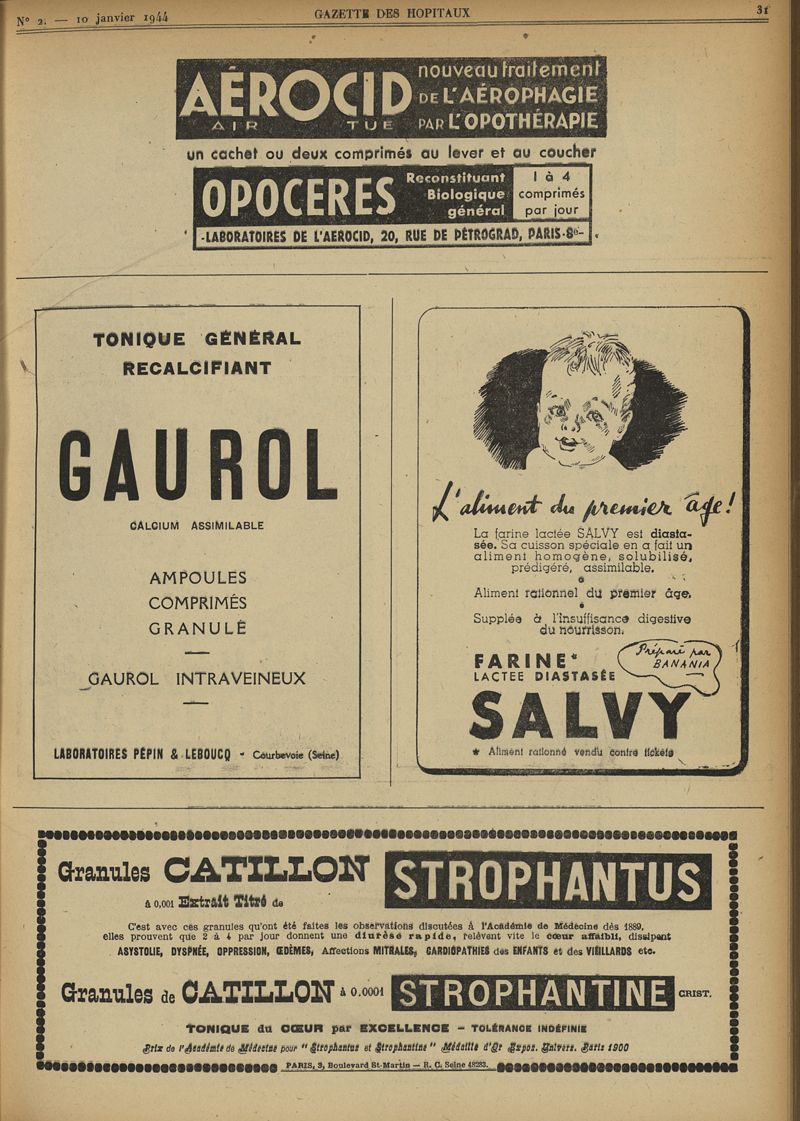 N° 2. — 10 janvier 1944
GAZETTE DES HOPITAUX
31
AÉROCID
AIR TUE
nouveau traitement
DE L'AÉROPHAGIE
PAR L'OPOTHÉRAPIE
un cachet ou deux comprimés au lever et au coucher
OPOCERES
Reconstituant
Biologique
général
1 à 4
comprimés
par jour
-LABORATOIRES DE L'AEROCID, 20, RUE DE PÉTROGRAD, PARIS-8e-
TONIQUE GÉNÉRAL
RECALCIFIANT
GAUROL
CALCIUM ASSIMILABLE
AMPOULES
COMPRIMÉS
GRANULÉ
GAUROL INTRAVEINEUX
LABORATOIRES PÉPIN & LEBOUCQ - Courbevoie (Seine)
L'aliment du premier âge!
La farine lactée SALVY est diasta-
sée. Sa cuisson spéciale en a fait un
aliment homogène, solubilisé,
prédigéré, assimilable.
Aliment rationnel du premier âge.
Supplée à l'insuffisance digestive
du nourrisson.
FARINE*
LACTEE DIASTASÉE
Préparé par
BANANIA
SALVY
* Aliment rationné vendu contre tickets
Granules CATILLON
à 0.001 Extrait Titré de
STROPHANTUS
C'est avec ces granules qu'ont été faites les observations discutées à l'Académie de Médecine dès 1889,
elles prouvent que 2 à 4 par jour donnent une diurèse rapide, relèvent vite le cœur affaibli, dissipent
ASYSTOLIE, DYSPNÉE, OPPRESSION, ŒDÈMES, Affections MITRALES, CARDIOPATHIES des ENFANTS et des VIEILLARDS etc.
Granules de CATILLON à 0.0001 STROPHANTINE CRIST.
TONIQUE du CŒUR par EXCELLENCE — TOLÉRANCE INDÉFINIE
Prix de l'Académie de Médecine pour "Strophantus et Strophantine" Médaille d'Or Expos. Univers. Paris 1900
PARIS, 3, Boulevard St-Martin — R. C. Seine 48283.